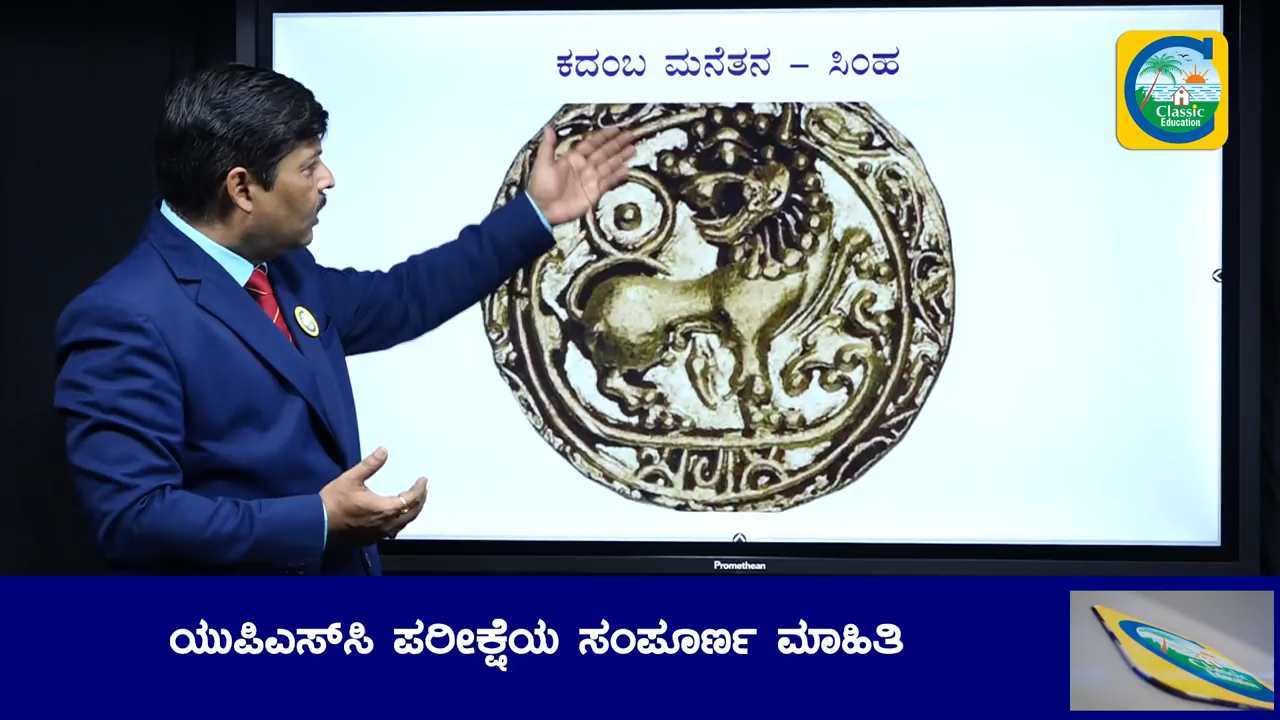 ಕದಂಬ ಮನೆತನ – ಸಿಂಹ
Classic
Education
Promethean
ಯುಪಿಎಸ್‌ಸಿ ಪರೀಕ್ಷೆಯ ಸಂಪೂರ್ಣ ಮಾಹಿತಿ